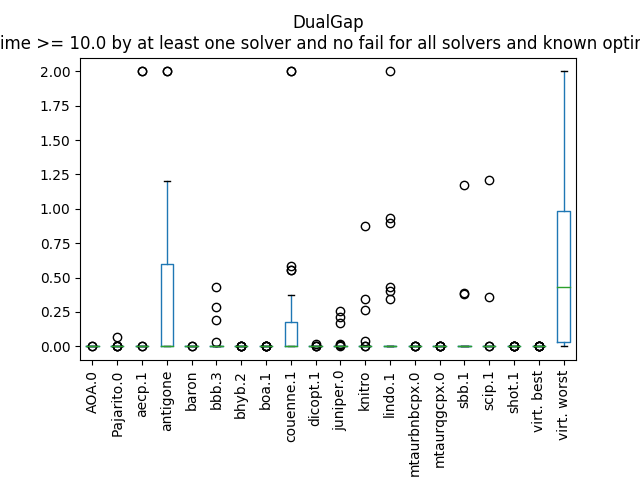 DualGap
ime >= 10.0 by at least one solver and no fail for all solvers and known optim
2.00
1.75
1.50
1.25
1.00
0.75
0.50
0.25
0.00
AOA.0
Pajarito.0
aecp.1
antigone
baron
bbb.3
bhyb.2
boa.1
couenne.1
dicopt.1
juniper.0
knitro
lindo.1
mtaurbnbcpx.0
mtaurqgcpx.0
sbb.1
scip.1
shot.1
virt. best
virt. worst